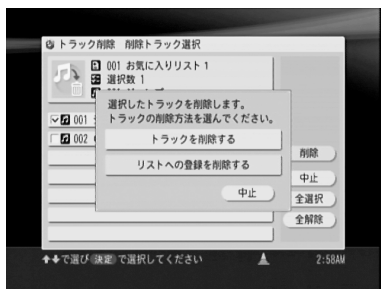 トラック削除 削除トラック選択
001 お気に入りリスト1
選択数 1
選択したトラックを削除します。
トラックの削除方法を選んでください。
トラックを削除する
リストへの登録を削除する
中止
001
002
削除
中止
全選択
全解除
で選び 決定 で選択してください
2:58AM